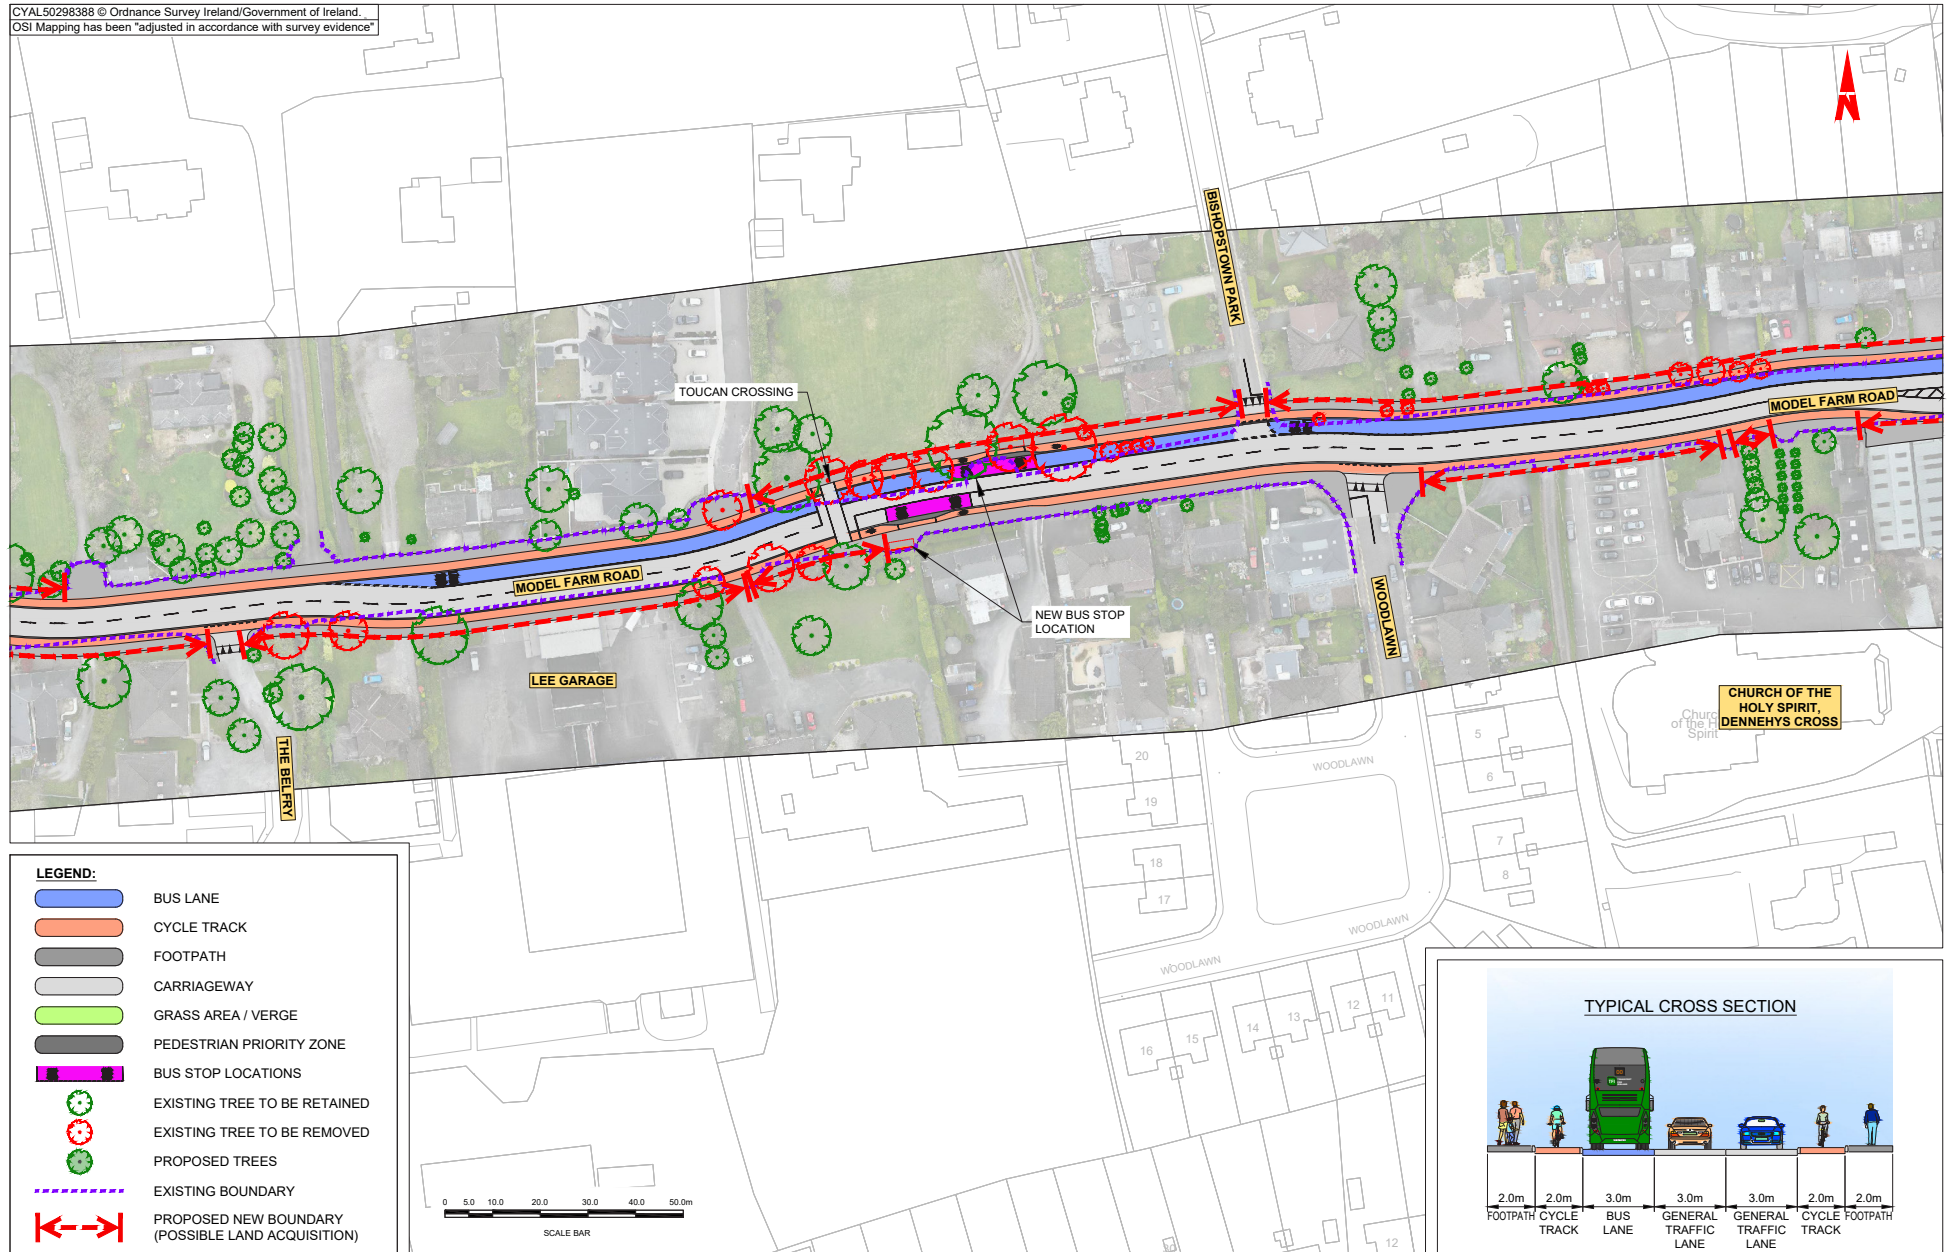 CYAL50298388 © Ordnance Survey Ireland/Government of Ireland.
OSI Mapping has been "adjusted in accordance with survey evidence"
N
BISHOPSTOWN PARK
TOUCAN CROSSING
MODEL FARM ROAD
MODEL FARM ROAD
NEW BUS STOP
LOCATION
WOODLAWN
LEE GARAGE
THE BELFRY
CHURCH OF THE
HOLY SPIRIT,
DENNEHYS CROSS
Churc
of the H
Spirit
WOODLAWN
WOODLAWN
WOODLAWN
20
19
18
17
5
6
7
8
16
15
14
13
12
11
12
LEGEND:
BUS LANE
CYCLE TRACK
FOOTPATH
CARRIAGEWAY
GRASS AREA / VERGE
PEDESTRIAN PRIORITY ZONE
BUS STOP LOCATIONS
EXISTING TREE TO BE RETAINED
EXISTING TREE TO BE REMOVED
PROPOSED TREES
EXISTING BOUNDARY
PROPOSED NEW BOUNDARY
(POSSIBLE LAND ACQUISITION)
0 5.0 10.0 20.0 30.0 40.0 50.0m
SCALE BAR
TYPICAL CROSS SECTION
2.0m 2.0m 3.0m 3.0m 3.0m 2.0m 2.0m
FOOTPATH CYCLE TRACK BUS LANE GENERAL TRAFFIC LANE GENERAL TRAFFIC LANE CYCLE TRACK FOOTPATH